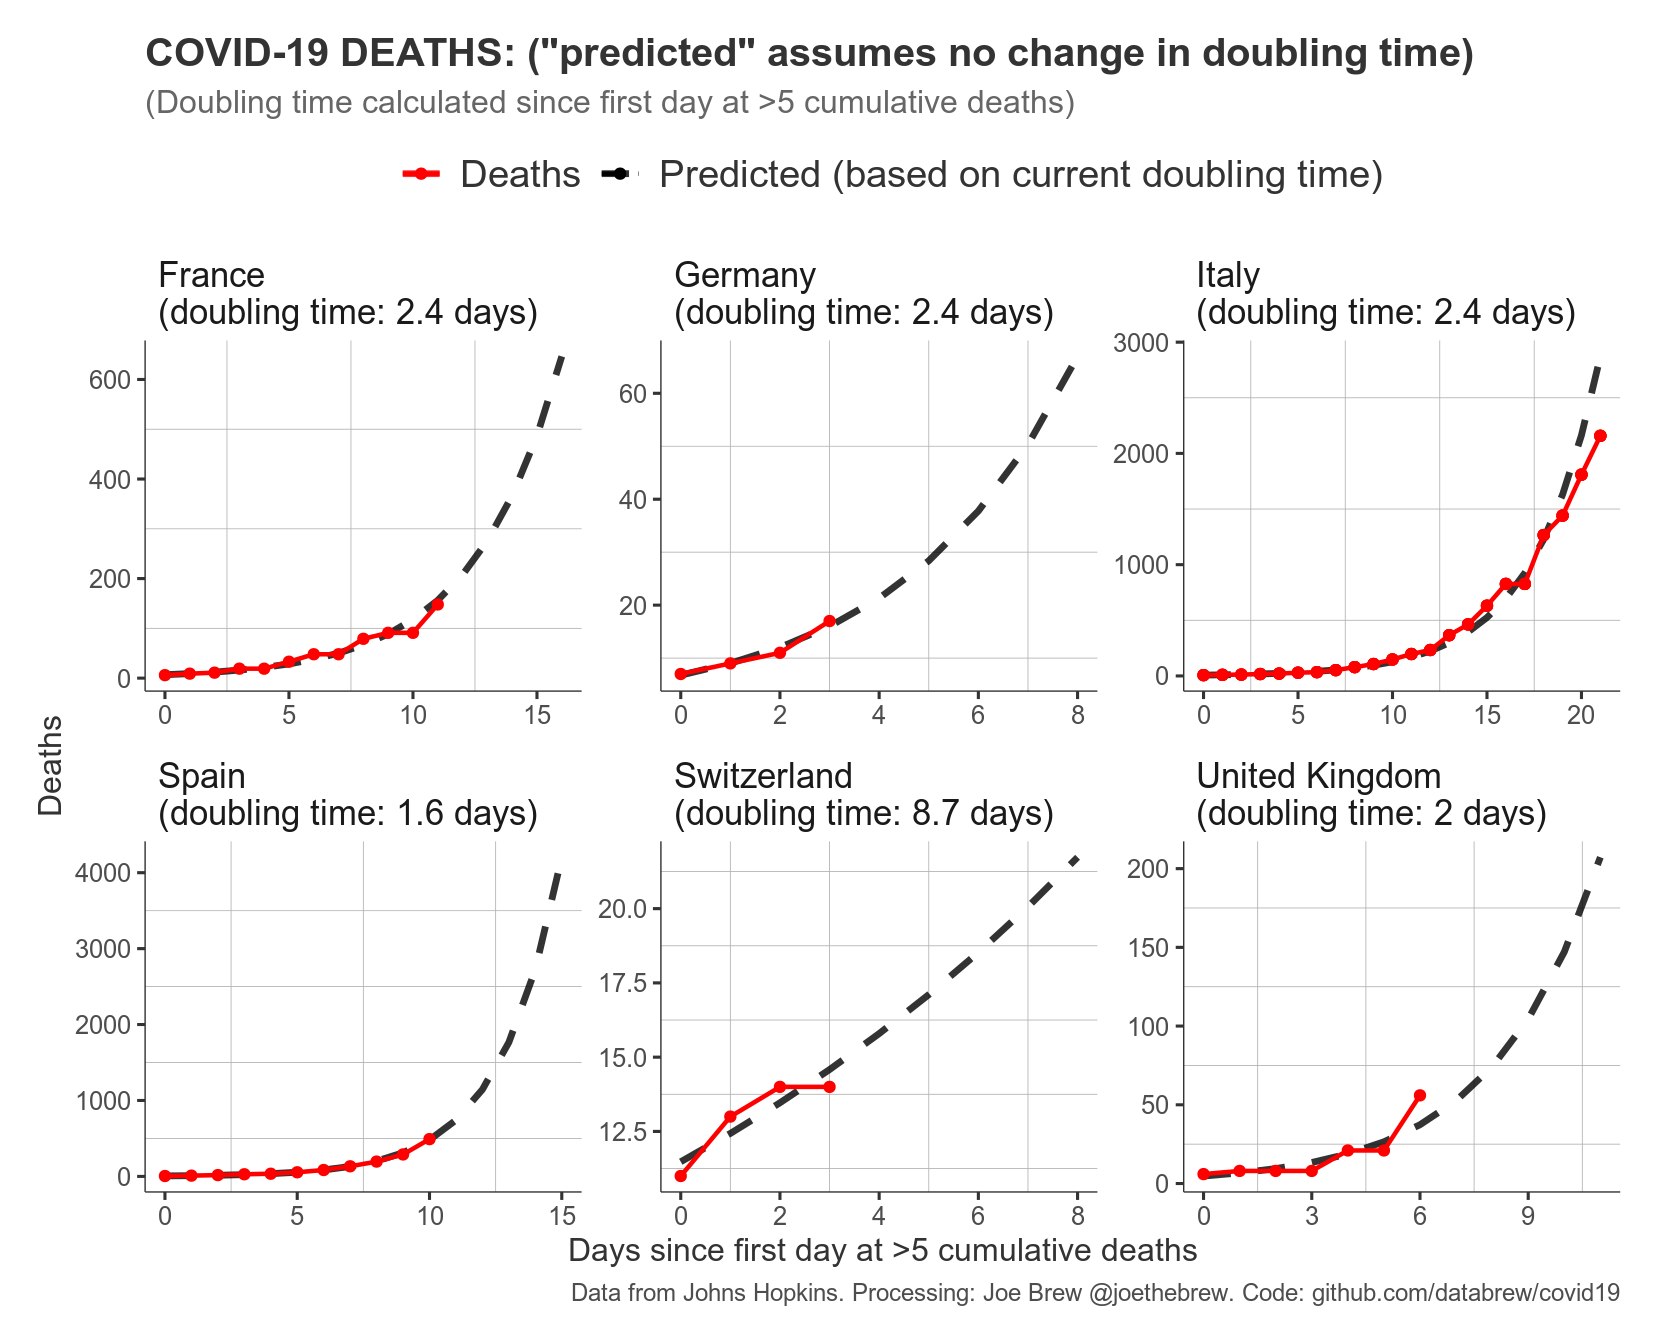 COVID-19 DEATHS: ("predicted" assumes no change in doubling time)
(Doubling time calculated since first day at >5 cumulative deaths)
Deaths
Predicted (based on current doubling time)
France
(doubling time: 2.4 days)
600
400
200
0
0 5 10 15
Germany
(doubling time: 2.4 days)
60
40
20
0 2 4 6 8
Italy
(doubling time: 2.4 days)
3000
2000
1000
0
0 5 10 15 20
Deaths
Spain
(doubling time: 1.6 days)
4000
3000
2000
1000
0
0 5 10 15
Switzerland
(doubling time: 8.7 days)
20.0
17.5
15.0
12.5
0 2 4 6 8
United Kingdom
(doubling time: 2 days)
200
150
100
50
0
0 3 6 9
Days since first day at >5 cumulative deaths
Data from Johns Hopkins. Processing: Joe Brew @joethebrew. Code: github.com/databrew/covid19